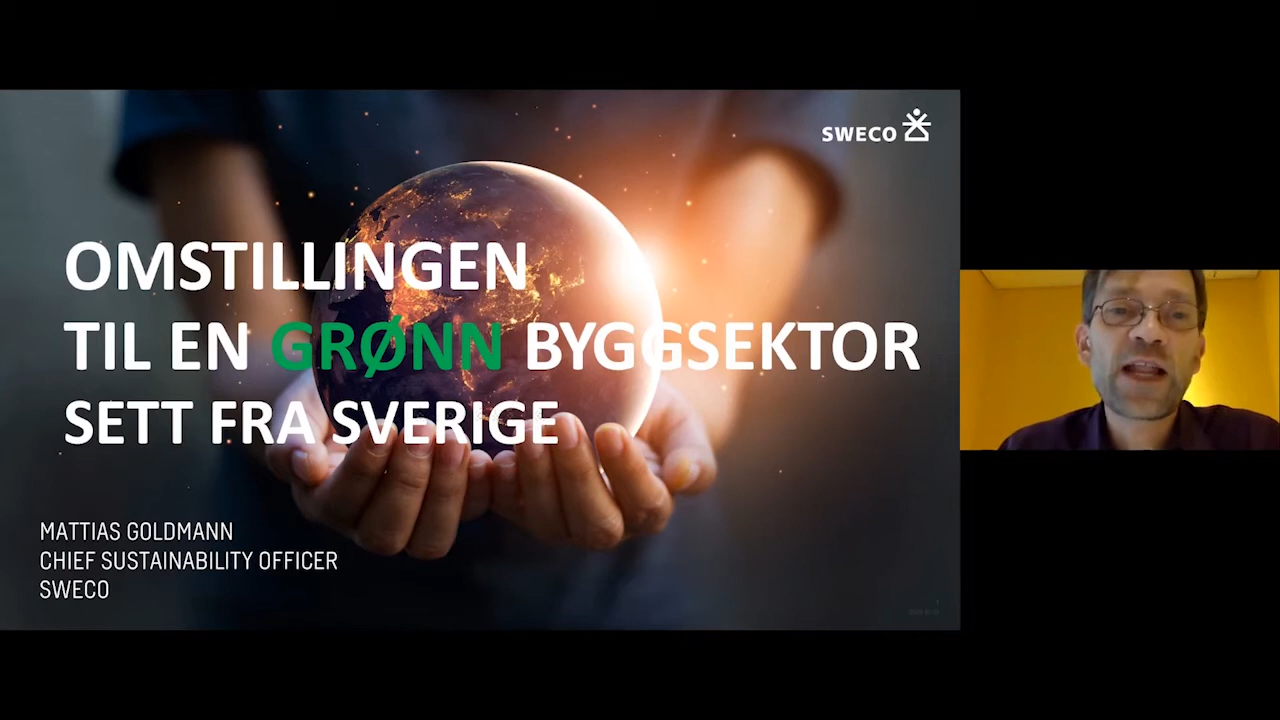 SWECO
OMSTILLINGEN
TIL EN GRØNN BYGGSEKTOR
SETT FRA SVERIGE
MATTIAS GOLDMANN
CHIEF SUSTAINABILITY OFFICER
SWECO